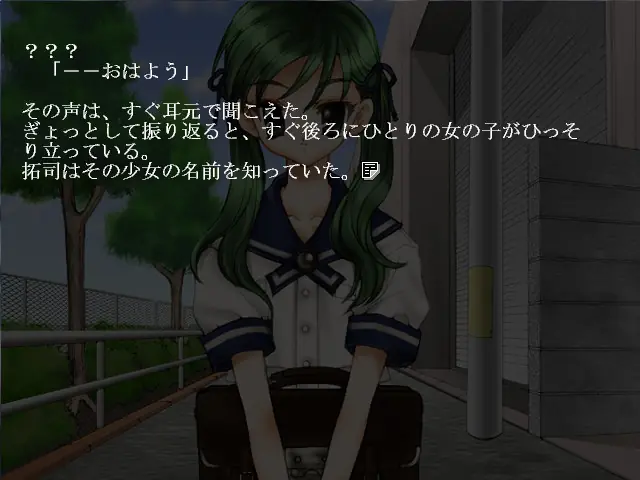 ？？？
「－－おはよう」
その声は、すぐ耳元で聞こえた。
ぎょっとして振り返ると、すぐ後ろにひとりの女の子がひっそ
り立っている。
拓司はその少女の名前を知っていた。